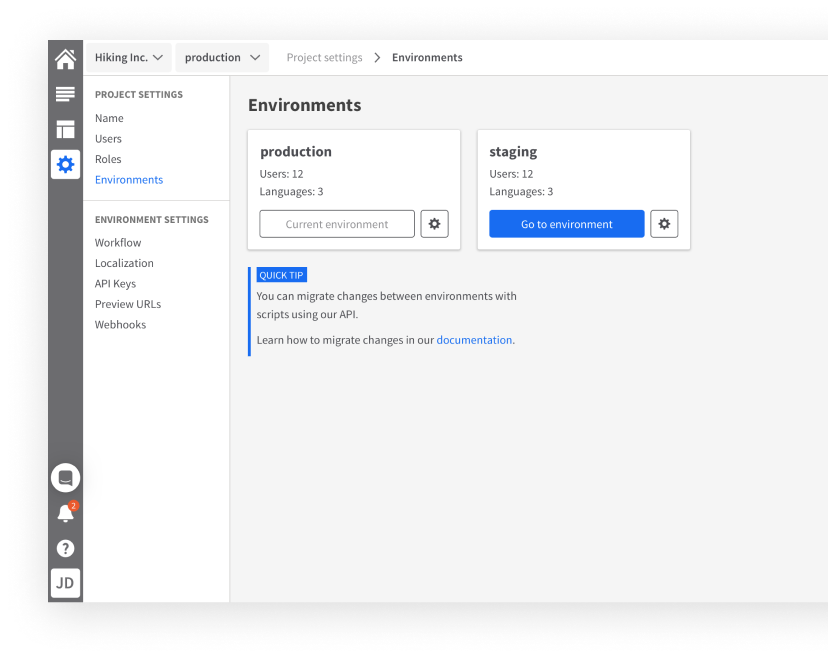 Hiking Inc. production Project settings Environments
PROJECT SETTINGS
Name
Users
Roles
Environments
ENVIRONMENT SETTINGS
Workflow
Localization
API Keys
Preview URLs
Webhooks
2
JD
Environments
production
Users: 12
Languages: 3
Current environment
staging
Users: 12
Languages: 3
Go to environment
QUICK TIP
You can migrate changes between environments with
scripts using our API.
Learn how to migrate changes in our documentation.